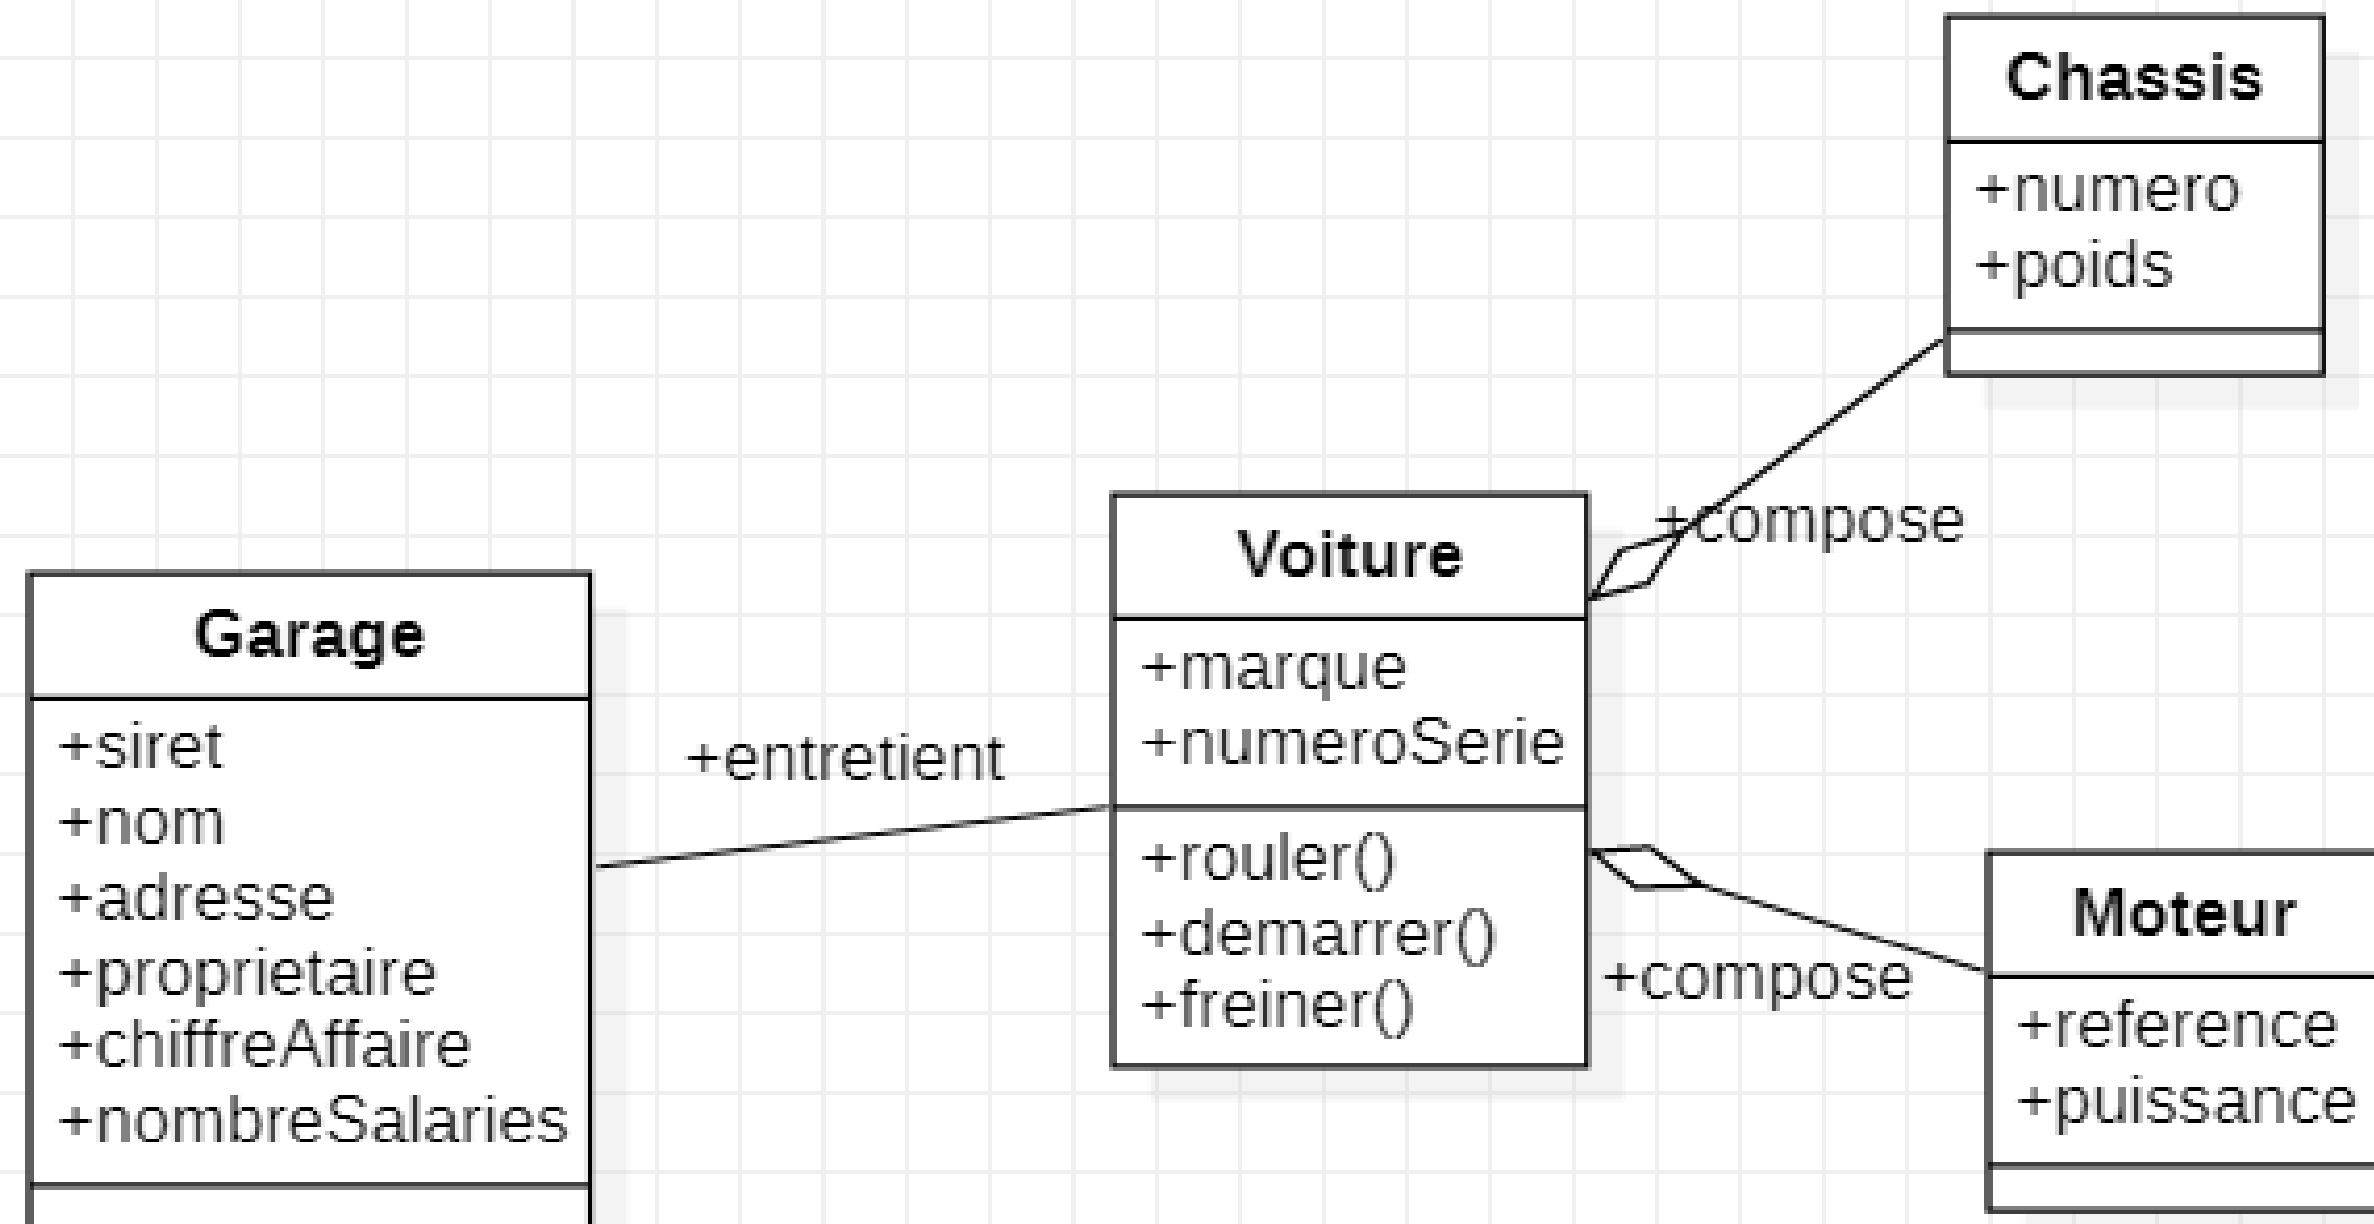 Chassis
+numero
+poids
+compose
Voiture
+marque
+numeroSerie
+rouler()
+demarrer()
+freiner()
Garage
+siret
+nom
+adresse
+proprietaire
+chiffreAffaire
+nombreSalaries
+entretient
+compose
Moteur
+reference
+puissance